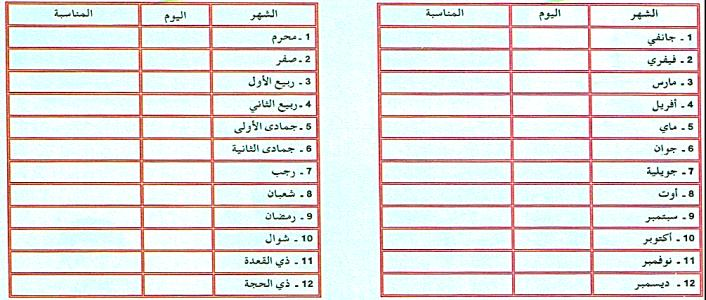 الشهر اليوم المناسبة
1 - جانفي
2 - فيفري
3 - مارس
4 - أفريل
5 - ماي
6 - جوان
7 - جويلية
8 - أوت
9 - سبتمبر
10 - أكتوبر
11 - نوفمبر
12 - ديسمبر
الشهر اليوم المناسبة
1 - محرم
2 - صفر
3 - ربيع الأول
4 - ربيع الثاني
5 - جمادى الأولى
6 - جمادى الثانية
7 - رجب
8 - شعبان
9 - رمضان
10 - شوال
11 - ذي القعدة
12 - ذي الحجة